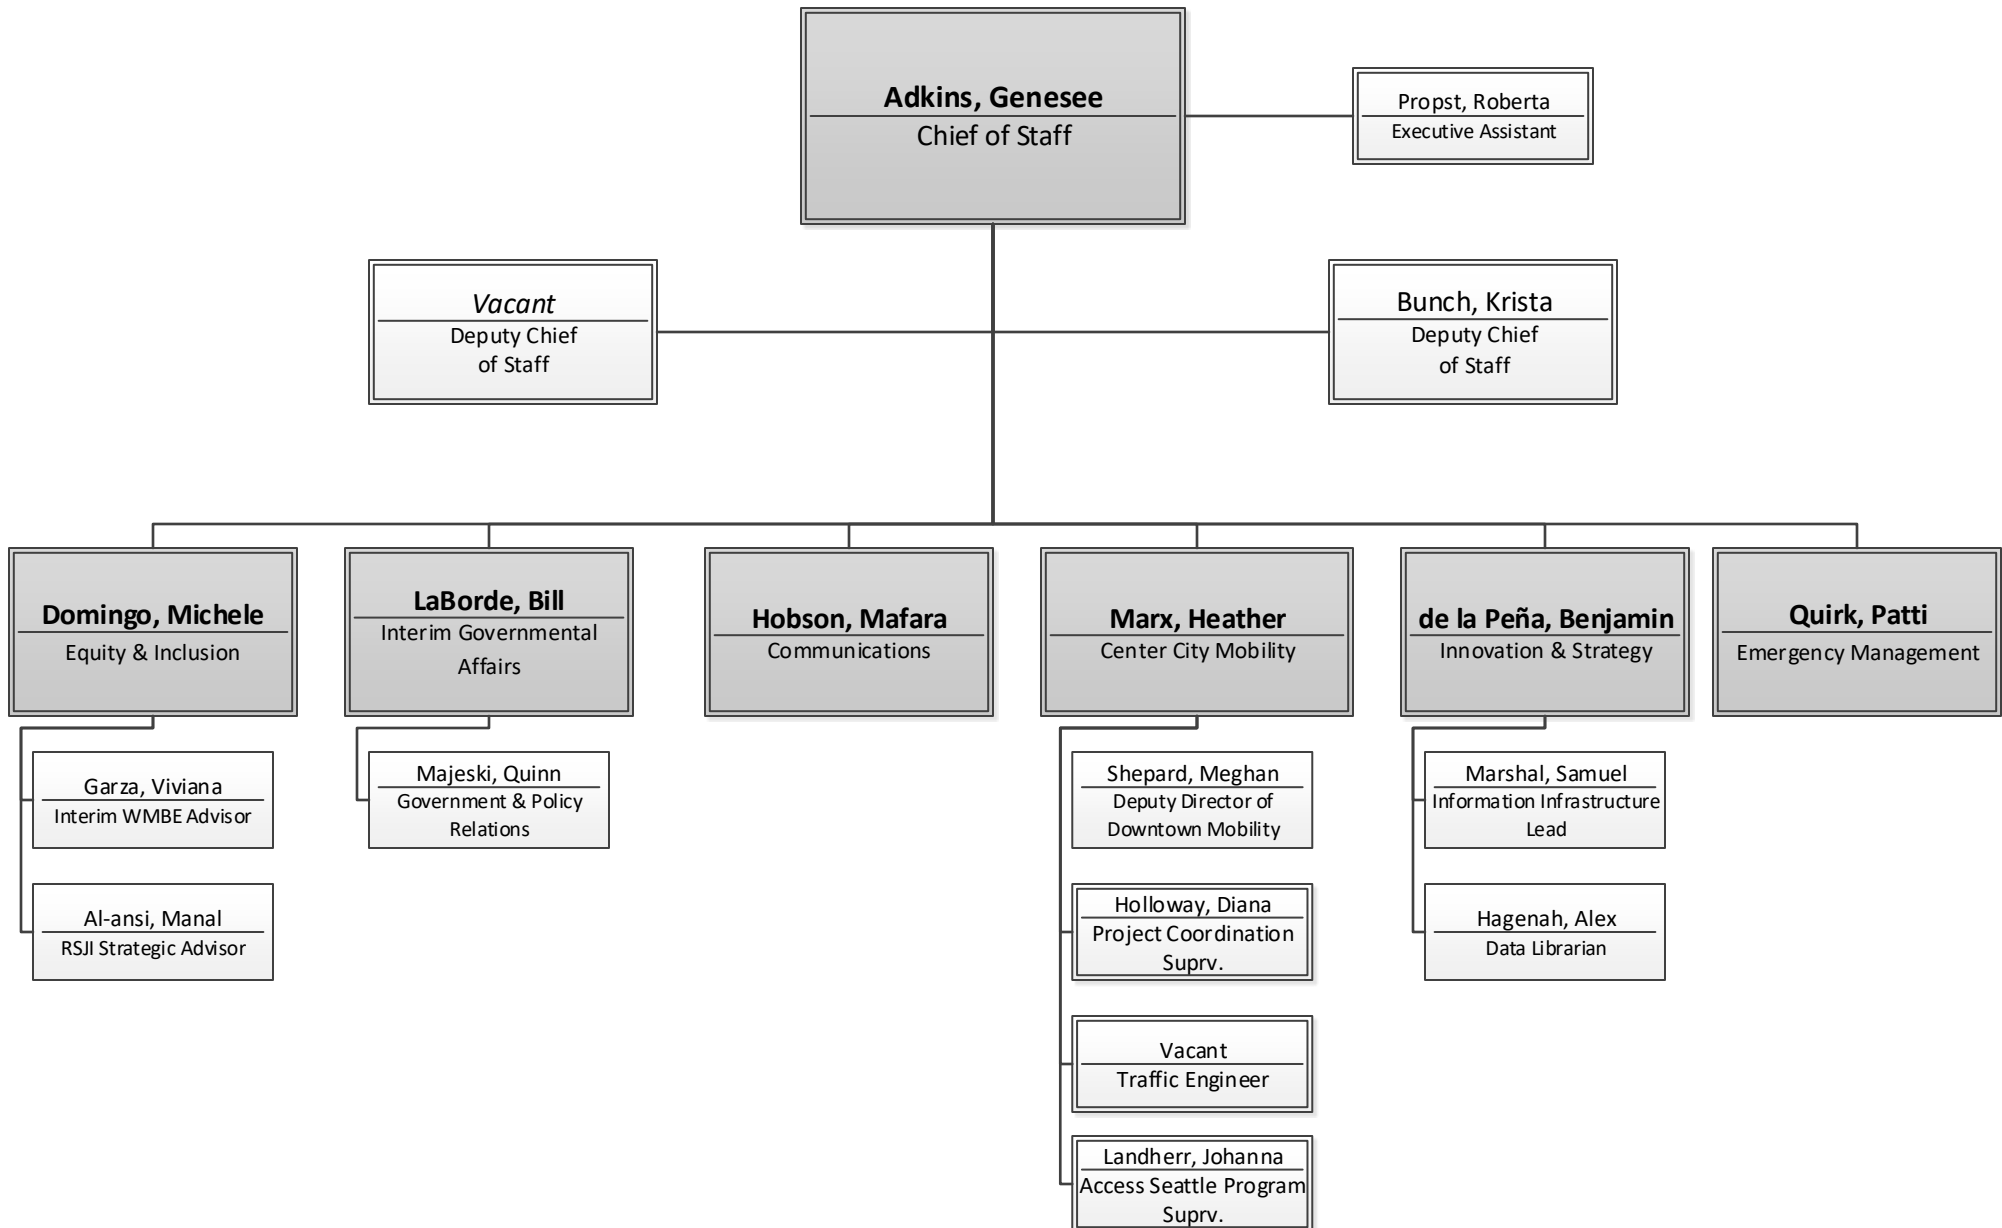 Adkins, Genesee
Chief of Staff
Propst, Roberta
Executive Assistant
Vacant
Deputy Chief
of Staff
Bunch, Krista
Deputy Chief
of Staff
Domingo, Michele
Equity & Inclusion
LaBorde, Bill
Interim Governmental
Affairs
Hobson, Mafara
Communications
Marx, Heather
Center City Mobility
de la Peña, Benjamin
Innovation & Strategy
Quirk, Patti
Emergency Management
Garza, Viviana
Interim WMBE Advisor
Al-ansi, Manal
RSJI Strategic Advisor
Majeski, Quinn
Government & Policy
Relations
Shepard, Meghan
Deputy Director of
Downtown Mobility
Holloway, Diana
Project Coordination
Suprv.
Vacant
Traffic Engineer
Landherr, Johanna
Access Seattle Program
Suprv.
Marshal, Samuel
Information Infrastructure
Lead
Hagenah, Alex
Data Librarian